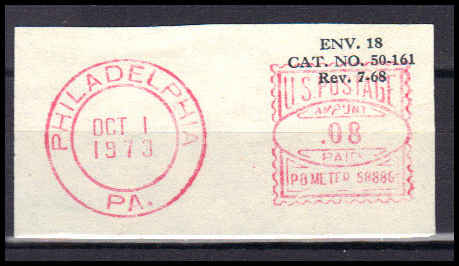 ENV. 18
CAT. NO. 50-161
Rev. 7-68
PHILADELPHIA
OCT 1
1973
PA.
U.S. POSTAGE
AMOUNT
.08
PAID
PB METER 58886